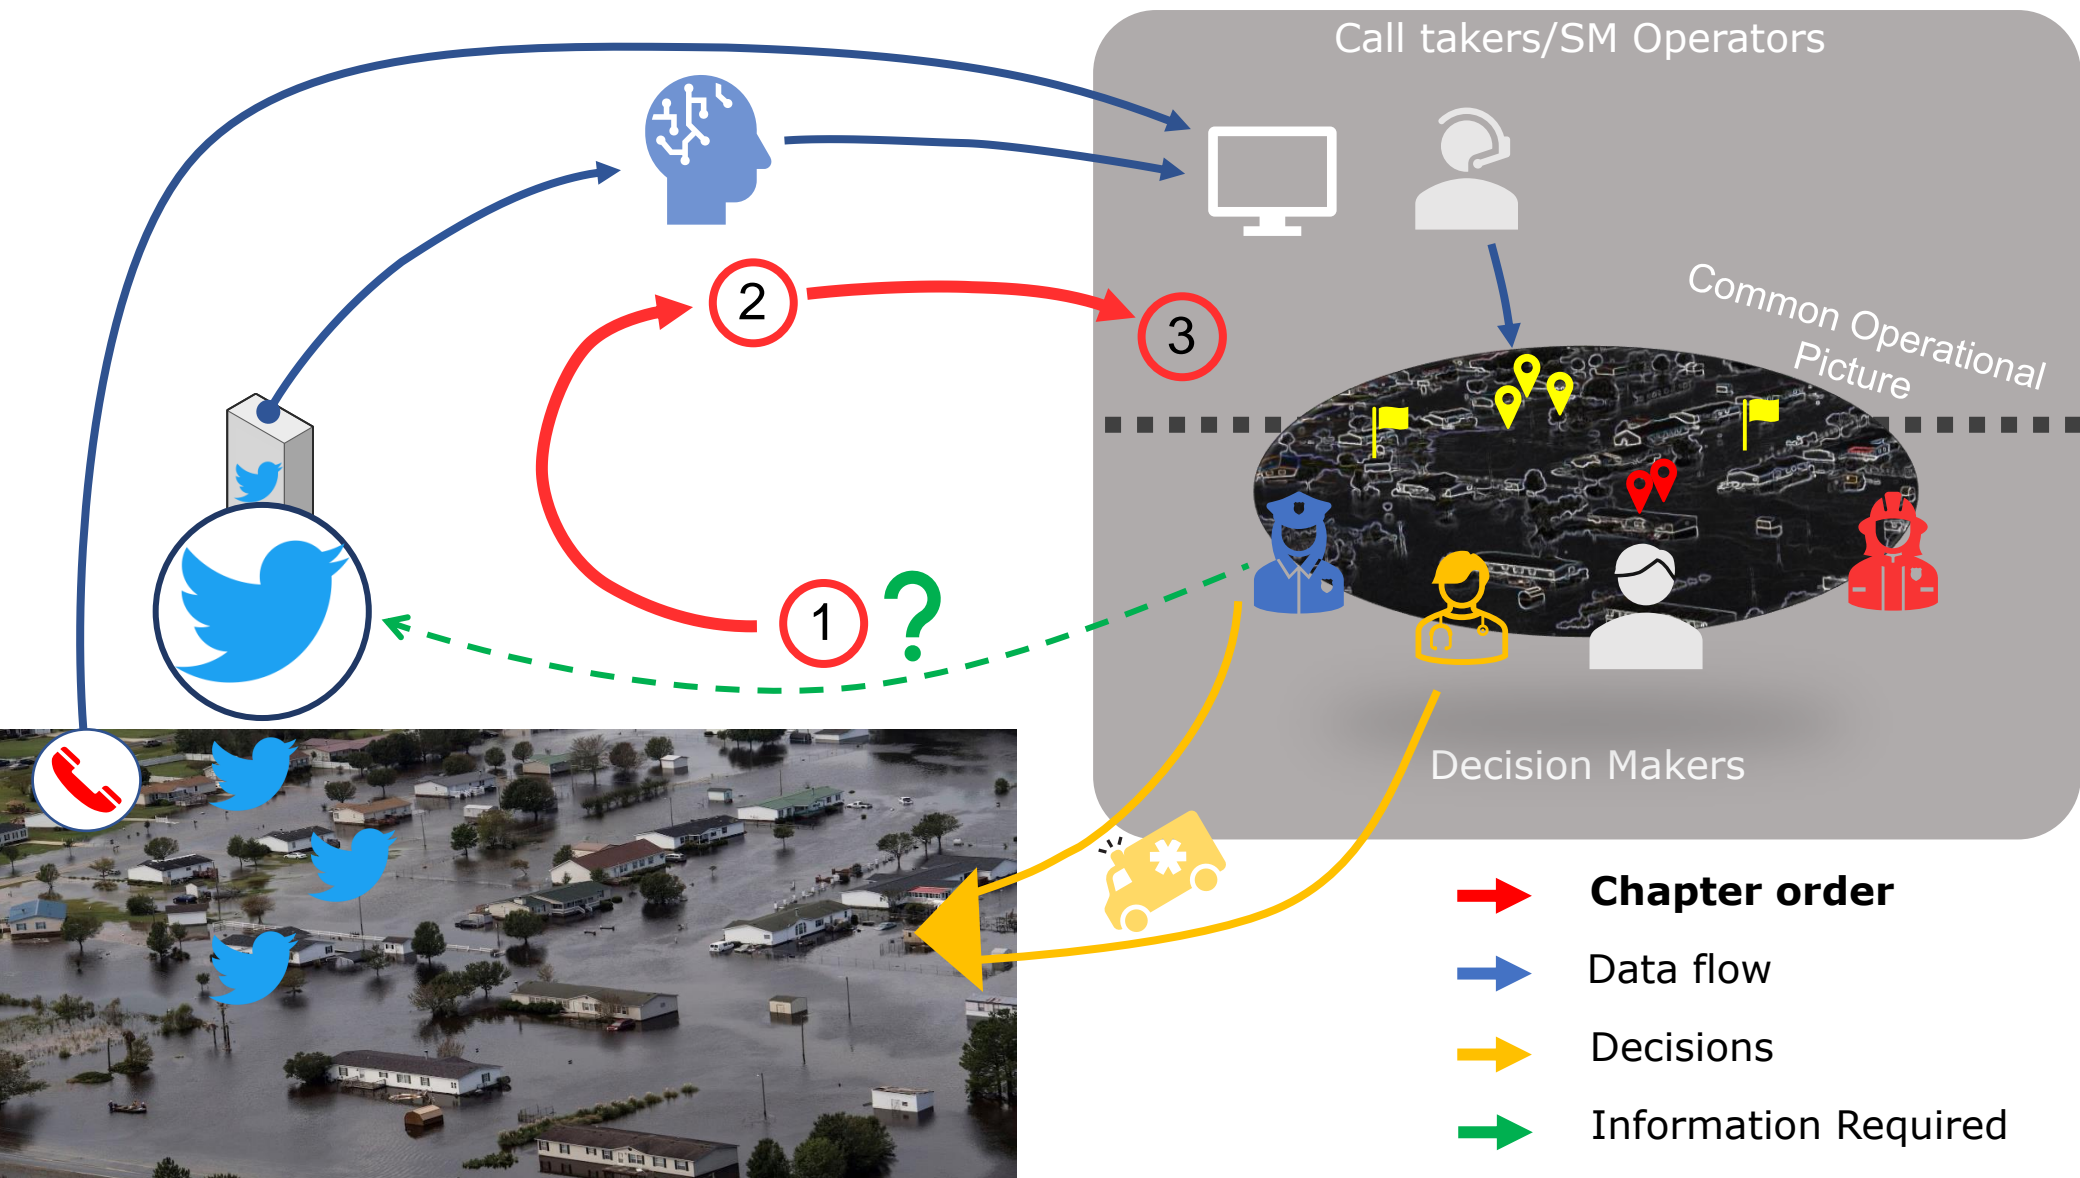 Call takers/SM Operators
2
3
Common Operational
Picture
1
?
Decision Makers
Chapter order
Data flow
Decisions
Information Required